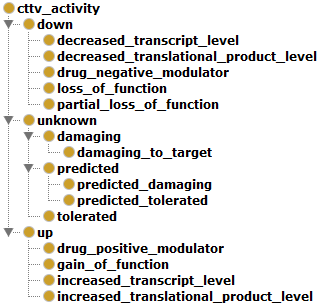 cttv_activity
down
decreased_transcript_level
decreased_translational_product_level
drug_negative_modulator
loss_of_function
partial_loss_of_function
unknown
damaging
damaging_to_target
predicted
predicted_damaging
predicted_tolerated
tolerated
up
drug_positive_modulator
gain_of_function
increased_transcript_level
increased_translational_product_level